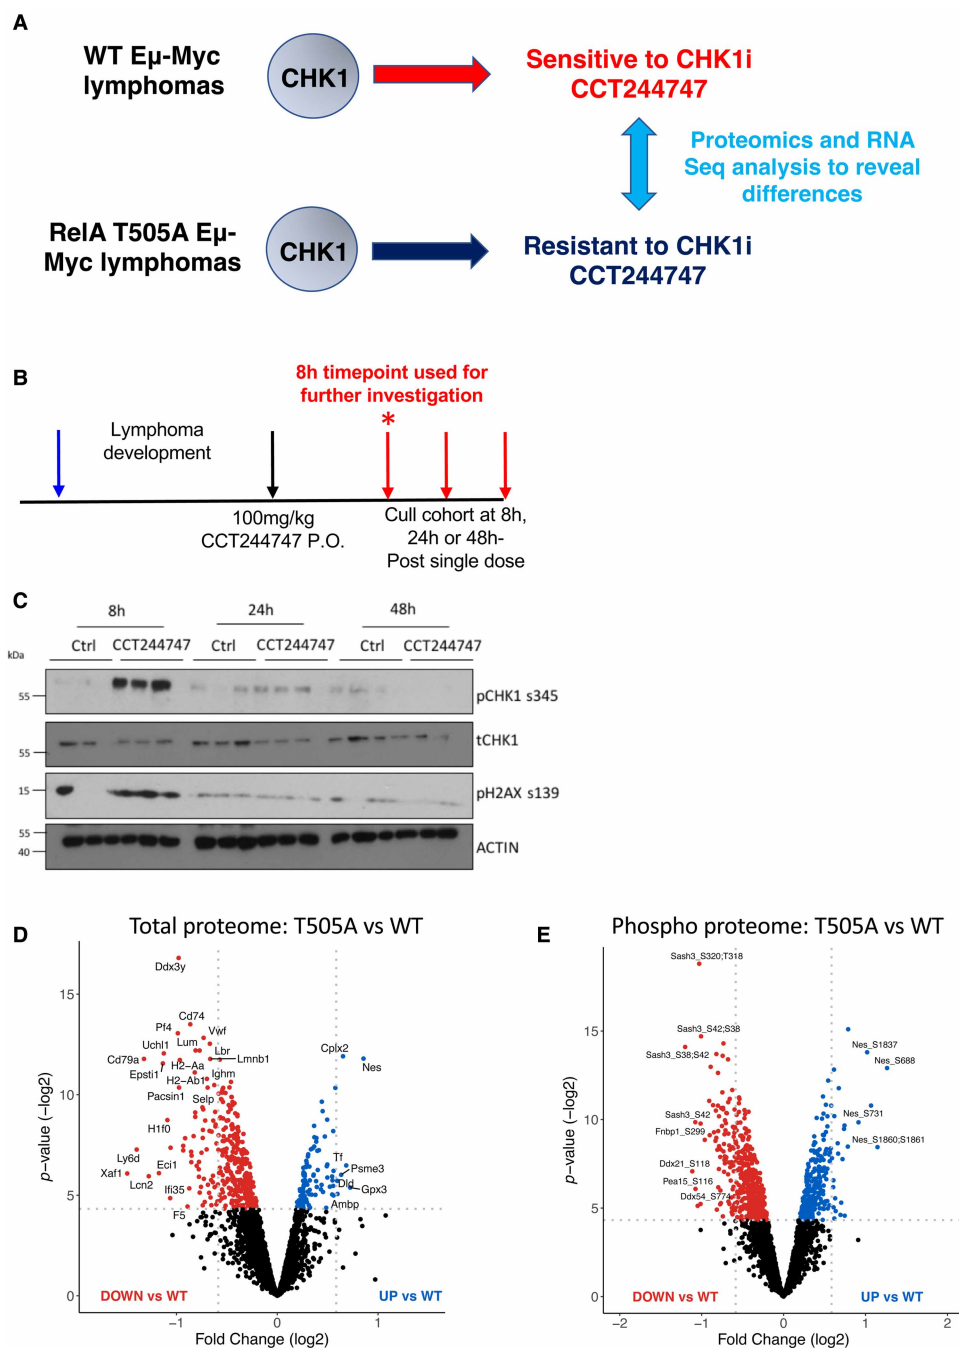 A
WT Eµ-Myc
lymphomas
CHK1
Sensitive to CHK1i
CCT244747
Proteomics and RNA
Seq analysis to reveal
differences
RelA T505A Eµ-
Myc lymphomas
CHK1
Resistant to CHK1i
CCT244747
B
8h timepoint used for
further investigation
*
Lymphoma
development
100mg/kg
CCT244747 P.O.
Cull cohort at 8h,
24h or 48h-
Post single dose
C
8h
24h
48h
Ctrl
CCT244747
Ctrl
CCT244747
Ctrl
CCT244747
kDa
55
pCHK1 s345
tCHK1
55
15
pH2AX s139
55
40
ACTIN
D
Total proteome: T505A vs WT
p-value (−log2)
15
10
5
0
Ddx3y
Cd74
Pf4
Vwf
Uchl1
Lum
Lbr
Lmnb1
Cd79a
Epsti1
H2−Aa
Ighm
H2−Ab1
Pacsin1
Selp
H1f0
Ly6d
Eci1
Xaf1
Lcn2
Ifi35
F5
Cplx2
Nes
Tf
Psme3
Dld
Gpx3
Ambp
DOWN vs WT
UP vs WT
−1
0
1
Fold Change (log2)
E
Phospho proteome: T505A vs WT
p-value (−log2)
15
10
5
0
Sash3_S320;T318
Sash3_S42;S38
Sash3_S38;S42
Sash3_S42
Fnbp1_S299
Ddx21_S118
Pea15_S116
Ddx54_S774
Nes_S1837
Nes_S688
Nes_S731
Nes_S1860;S1861
DOWN vs WT
UP vs WT
−2
−1
0
1
2
Fold Change (log2)